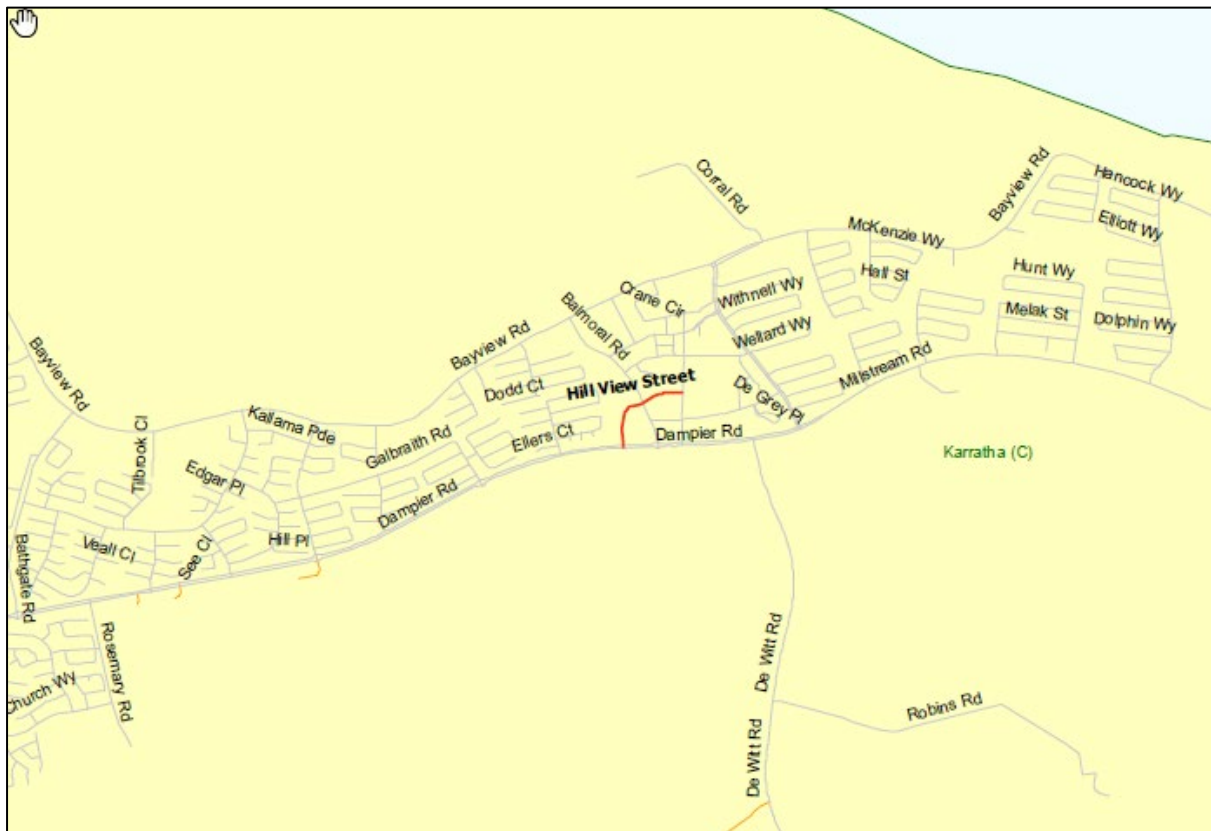 Corral Rd
Bayview Rd
Hancock Wy
Elliott Wy
McKenzie Wy
Hall St
Hunt Wy
Crane Cir
Withnell Wy
Melak St
Dolphin Wy
Balmoral Rd
Wellard Wy
Bayview Rd
Bayview Rd
Millstream Rd
Dodd Ct
Hill View Street
De Grey Pl
Kallama Pde
Galbraith Rd
Ellers Ct
Dampier Rd
Tilbrook Cl
Karratha (C)
Edgar Pl
Dampier Rd
Veall Cl
See Cl
Hill Pl
Bathgate Rd
Rosemary Rd
De Witt Rd
Church Wy
Robins Rd
De Witt Rd